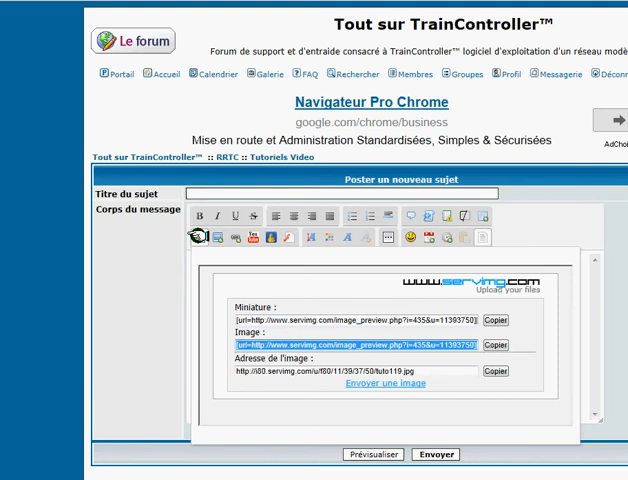 Tout sur TrainController™
Le forum
Forum de support et d'entraide consacré à TrainController™ logiciel d'exploitation d'un réseau modè
Portail Accueil Calendrier Galerie FAQ Rechercher Membres Groupes Profil Messagerie Déconr
Navigateur Pro Chrome
google.com/chrome/business
Mise en route et Administration Standardisées, Simples & Sécurisées
AdChoi
Tout sur TrainController™ :: RRTC :: Tutoriels Video
Poster un nouveau sujet
Titre du sujet
Corps du message
B I U S
You Tube
www.servimg.com
Upload your files
Miniature :
[url=http://www.servimg.com/image_preview.php?i=435&u=11393750] Copier
Image :
[url=http://www.servimg.com/image_preview.php?i=435&u=11393750] Copier
Adresse de l'image :
http://i80.servimg.com/u/f80/11/39/37/50/tuto119.jpg Copier
Envoyer une image
Prévisualiser Envoyer